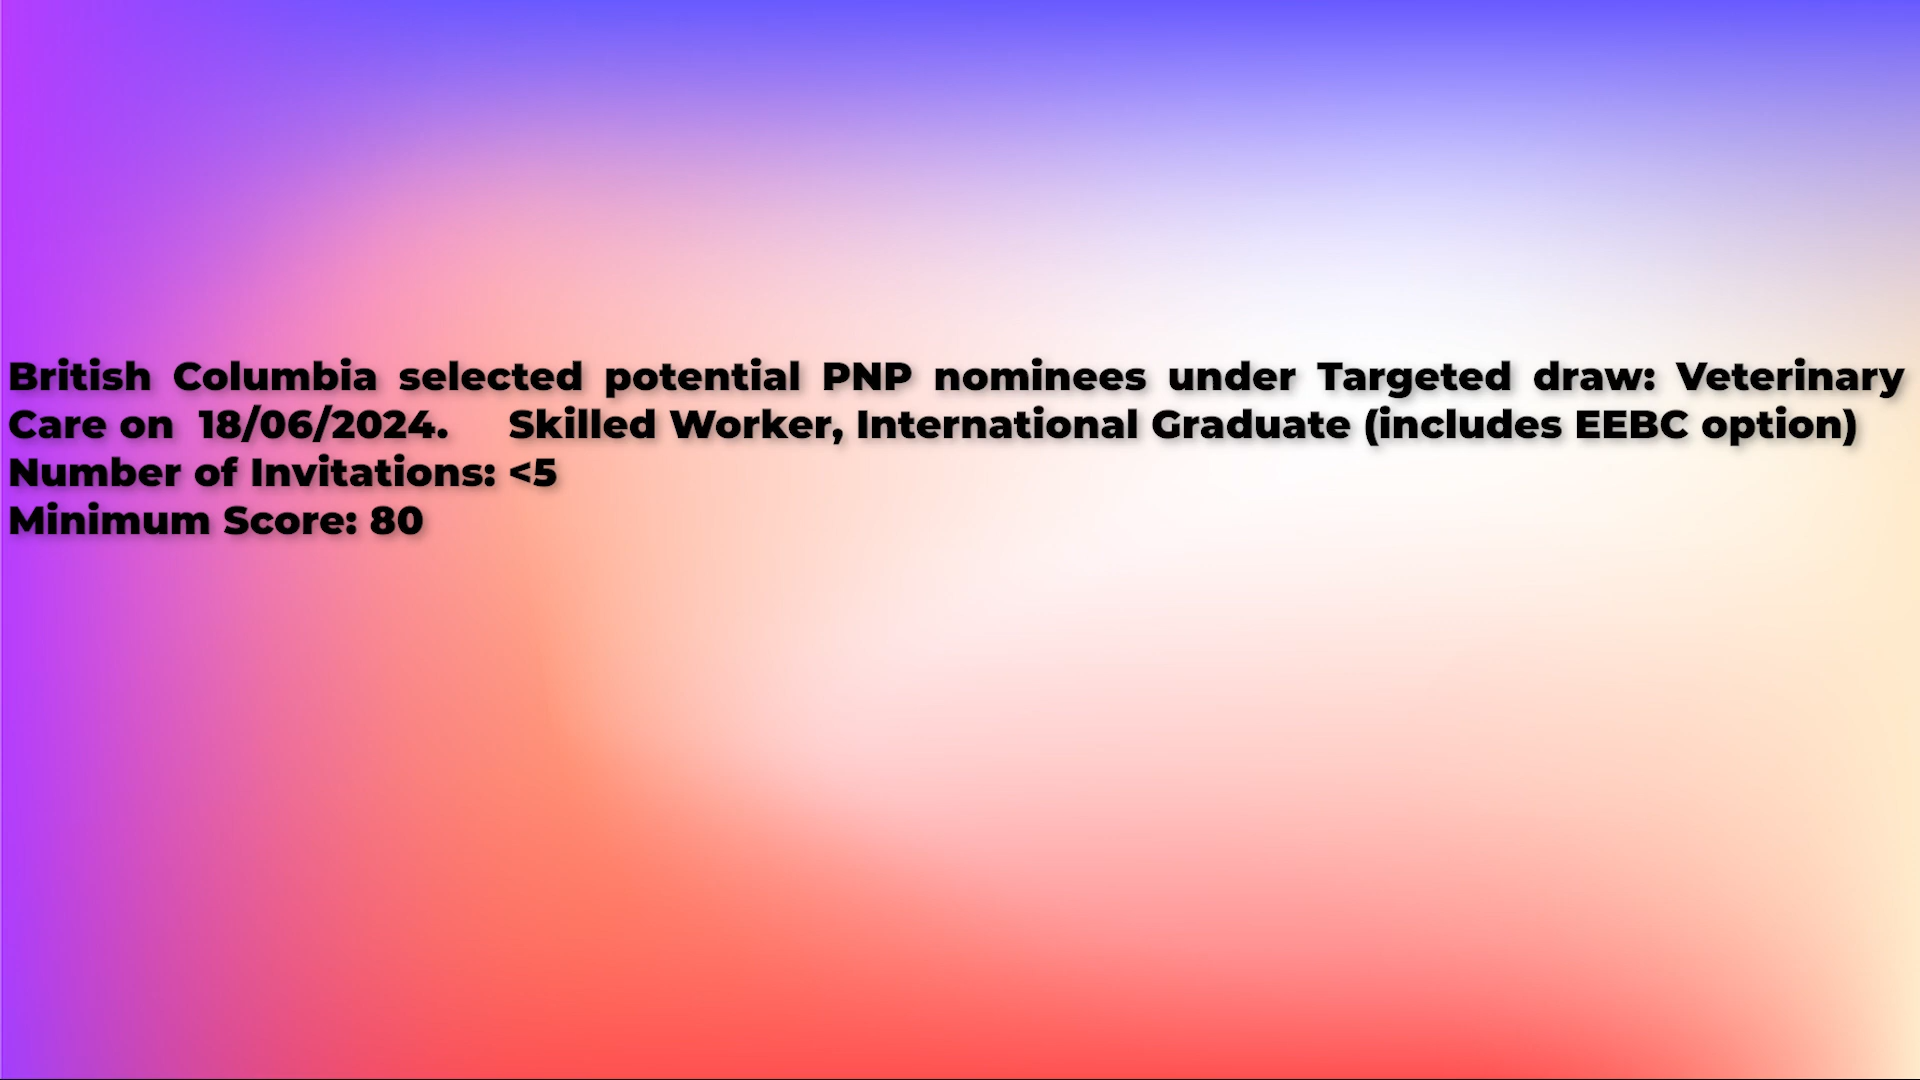 British Columbia selected potential PNP nominees under Targeted draw: Veterinary
Care on 18/06/2024. Skilled Worker, International Graduate (includes EEBC option)
Number of Invitations: <5
Minimum Score: 80